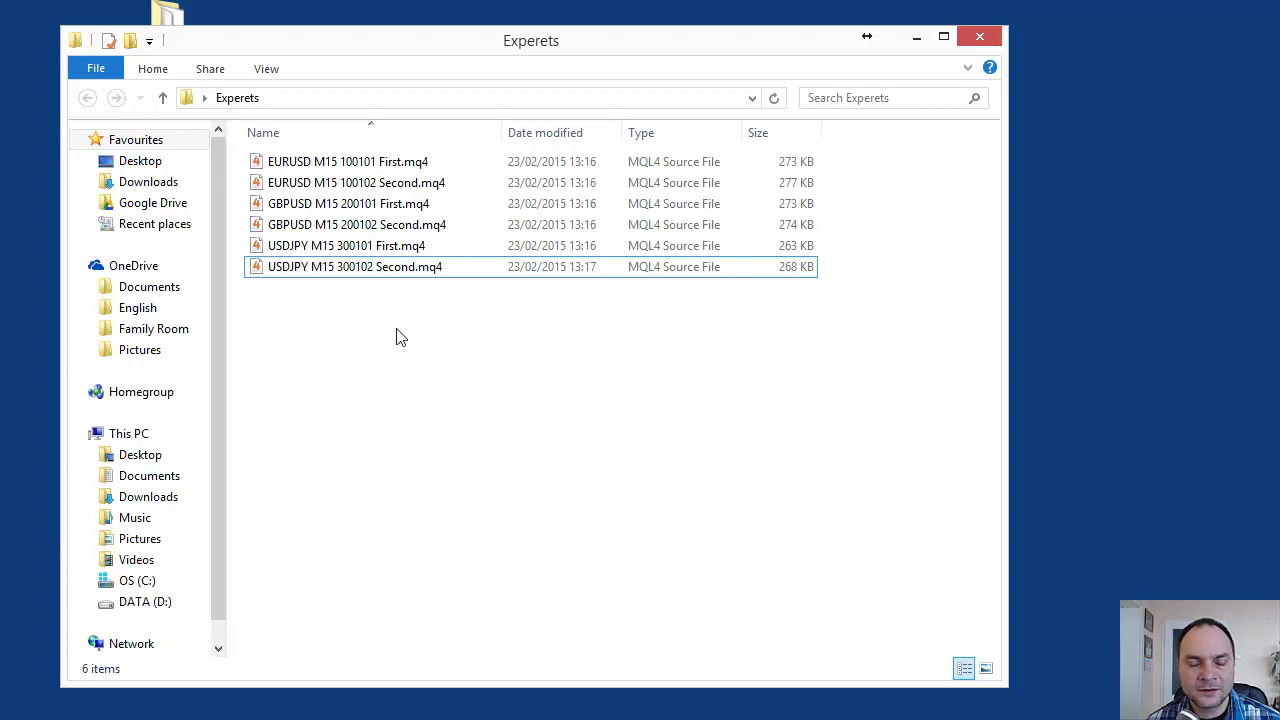 Experets
File Home Share View
Experets
Search Experets
Name Date modified Type Size
EURUSD M15 100101 First.mq4 23/02/2015 13:16 MQL4 Source File 273 KB
EURUSD M15 100102 Second.mq4 23/02/2015 13:16 MQL4 Source File 277 KB
GBPUSD M15 200101 First.mq4 23/02/2015 13:16 MQL4 Source File 273 KB
GBPUSD M15 200102 Second.mq4 23/02/2015 13:16 MQL4 Source File 274 KB
USDJPY M15 300101 First.mq4 23/02/2015 13:16 MQL4 Source File 263 KB
USDJPY M15 300102 Second.mq4 23/02/2015 13:17 MQL4 Source File 268 KB
Favourites
Desktop
Downloads
Google Drive
Recent places
OneDrive
Documents
English
Family Room
Pictures
Homegroup
This PC
Desktop
Documents
Downloads
Music
Pictures
Videos
OS (C:)
DATA (D:)
Network
6 items